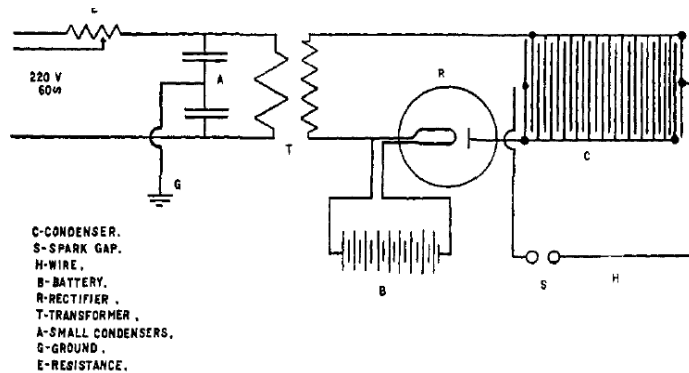 E
220 V
60∾
A
T
R
C
G
B
S
H
C-CONDENSER.
S-SPARK GAP.
H-WIRE.
B-BATTERY.
R-RECTIFIER.
T-TRANSFORMER.
A-SMALL CONDENSERS.
G-GROUND.
E-RESISTANCE.